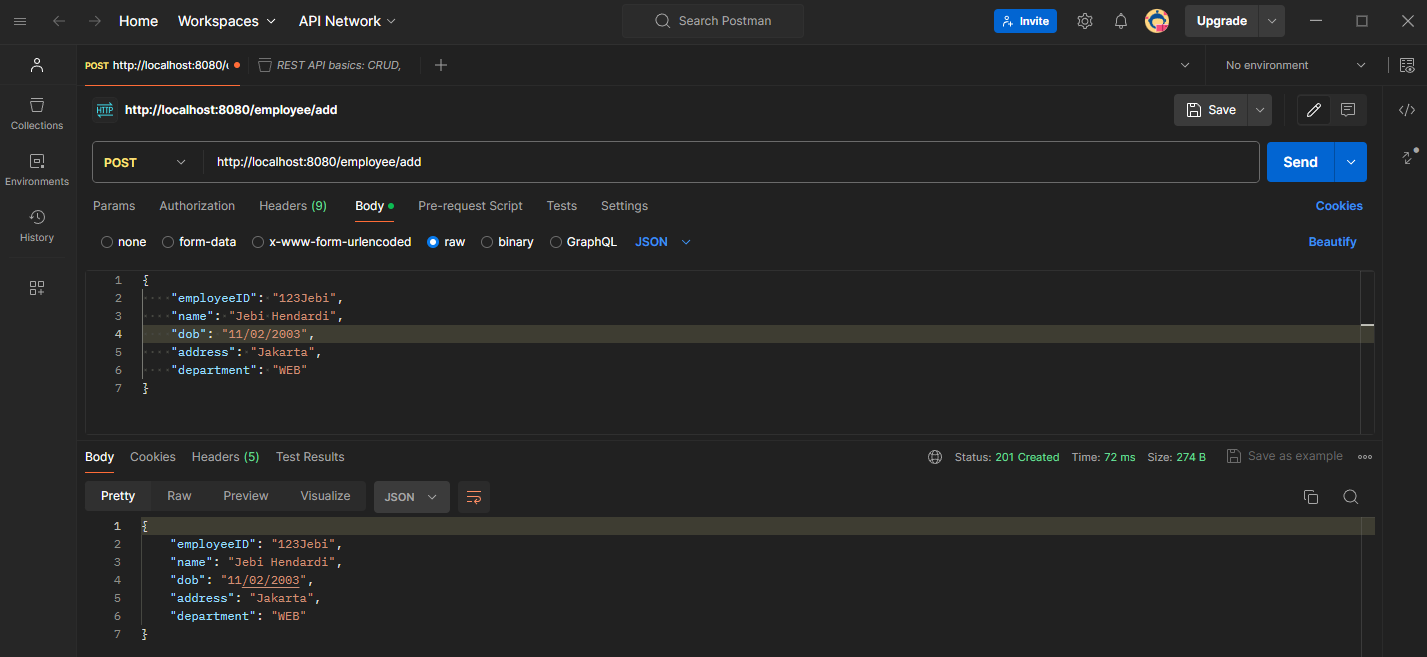 Home Workspaces API Network Search Postman Invite Upgrade
POST http://localhost:8080/e REST API basics: CRUD, No environment
HTTP http://localhost:8080/employee/add Save
Collections
POST http://localhost:8080/employee/add Send
Environments
Params Authorization Headers (9) Body Pre-request Script Tests Settings Cookies
History
none form-data x-www-form-urlencoded raw binary GraphQL JSON Beautify
1 {
2 "employeeID": "123Jebi",
3 "name": "Jebi Hendardi",
4 "dob": "11/02/2003",
5 "address": "Jakarta",
6 "department": "WEB"
7 }
Body Cookies Headers (5) Test Results Status: 201 Created Time: 72 ms Size: 274 B Save as example
Pretty Raw Preview Visualize JSON
1 {
2 "employeeID": "123Jebi",
3 "name": "Jebi Hendardi",
4 "dob": "11/02/2003",
5 "address": "Jakarta",
6 "department": "WEB"
7 }